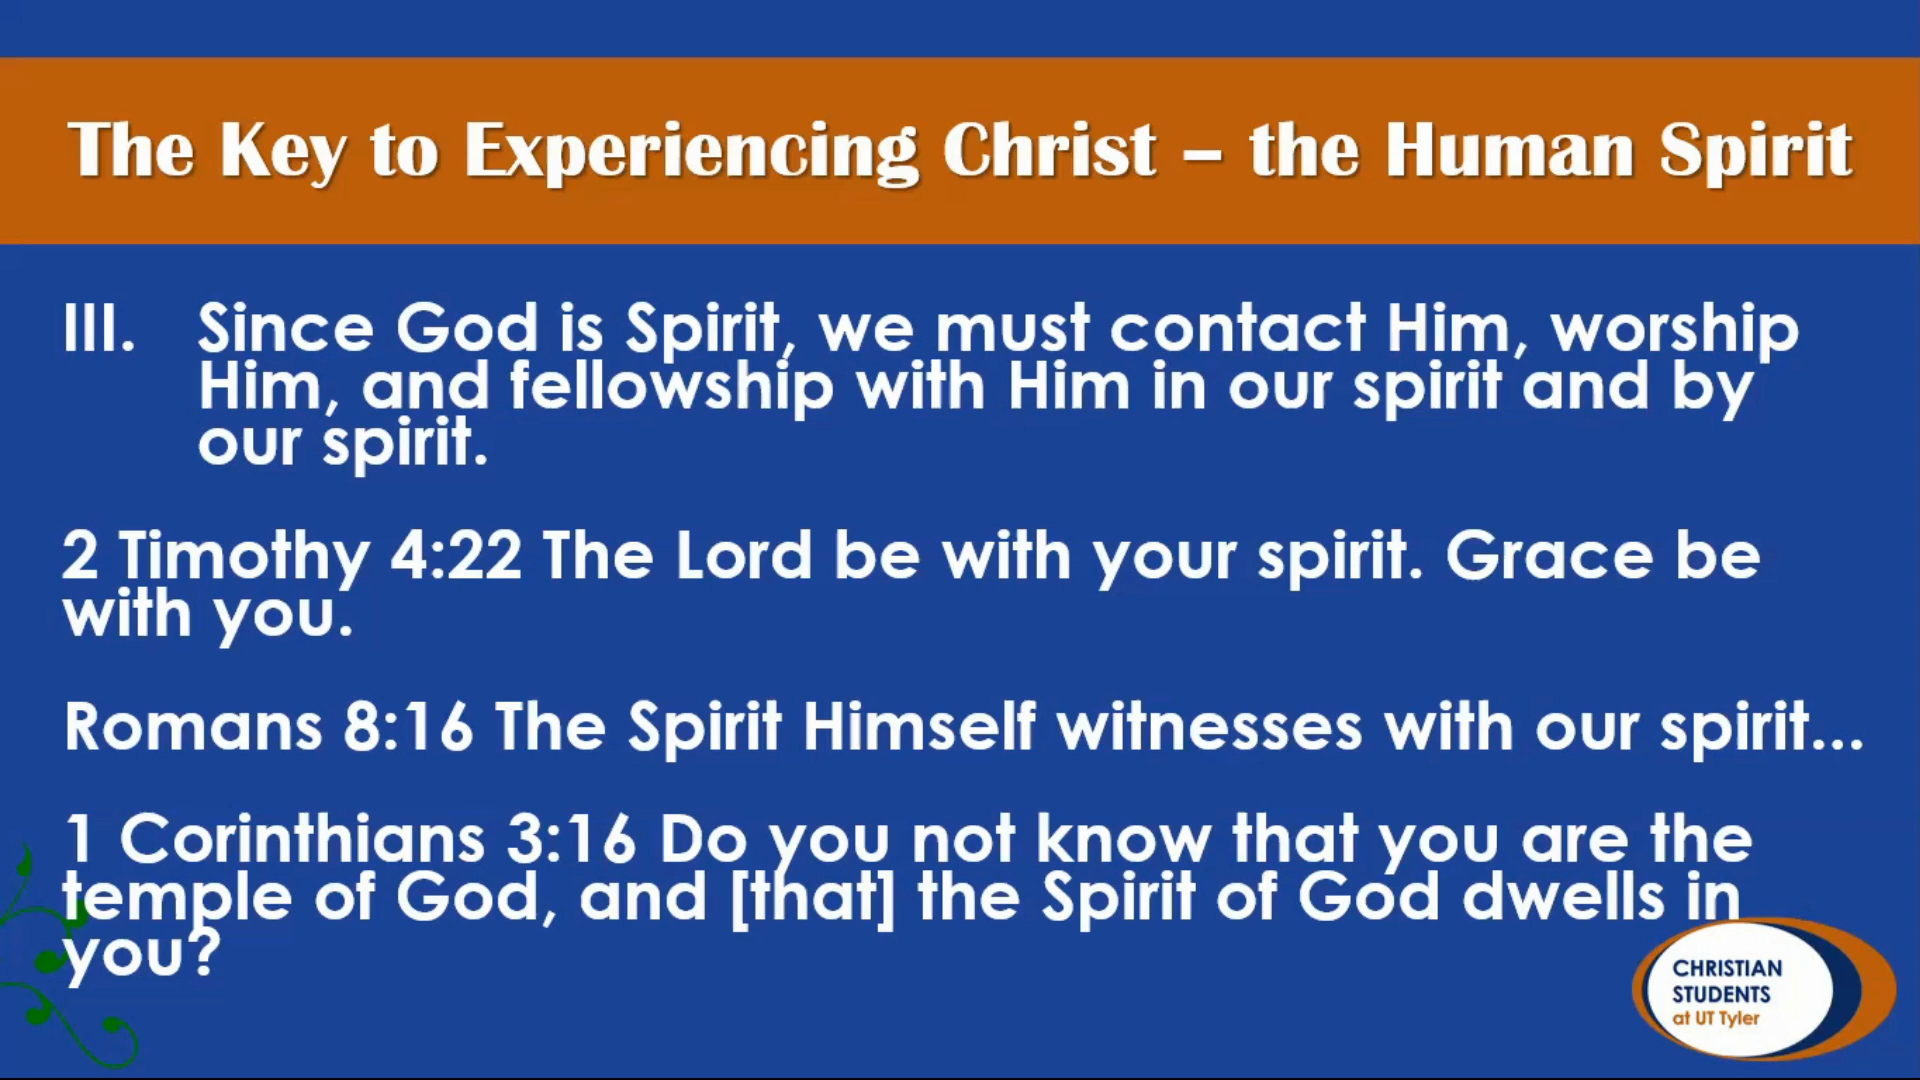 The Key to Experiencing Christ – the Human Spirit
III. Since God is Spirit, we must contact Him, worship
Him, and fellowship with Him in our spirit and by
our spirit.
2 Timothy 4:22 The Lord be with your spirit. Grace be
with you.
Romans 8:16 The Spirit Himself witnesses with our spirit...
1 Corinthians 3:16 Do you not know that you are the
temple of God, and [that] the Spirit of God dwells in
you?
CHRISTIAN
STUDENTS
at UT Tyler